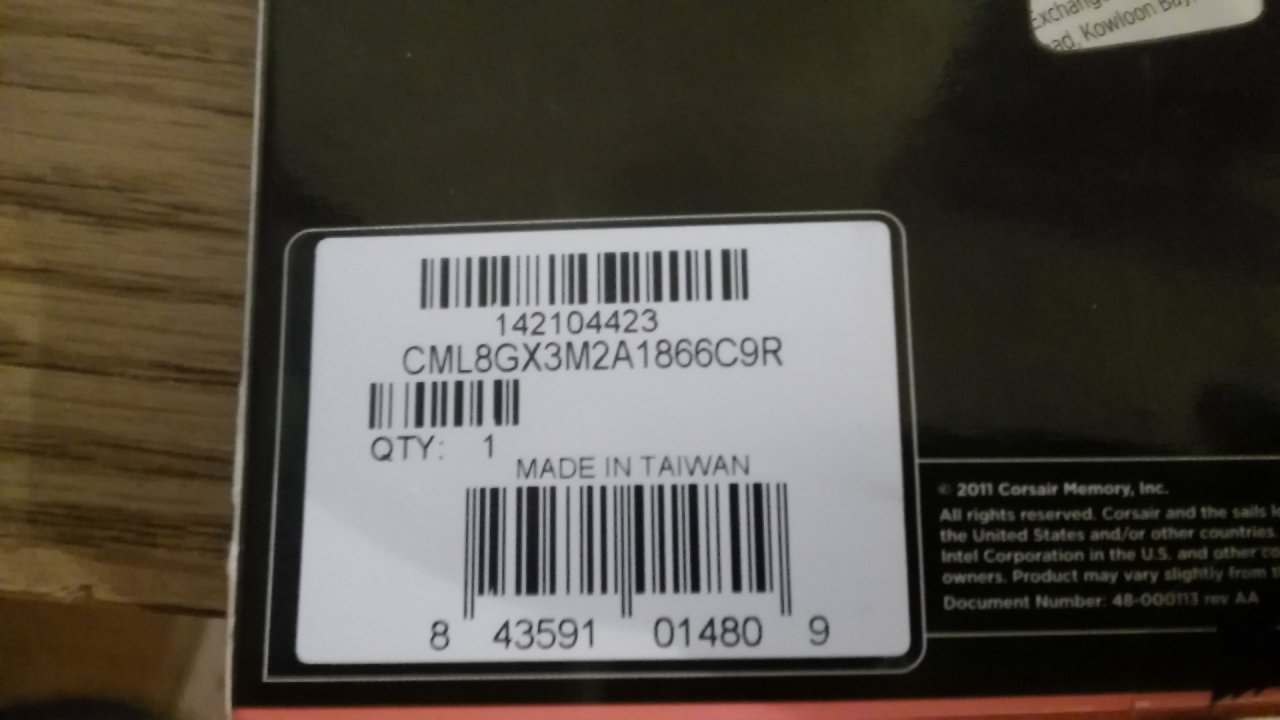 Exchange
ad, Kowloon Bay,
142104423
CML8GX3M2A1866C9R
QTY: 1
MADE IN TAIWAN
8 43591 01480 9
© 2011 Corsair Memory, Inc.
All rights reserved. Corsair and the sails
the United States and/or other countries
Intel Corporation in the U.S. and other
owners. Product may vary slightly from
Document Number: 48-000113 rev AA